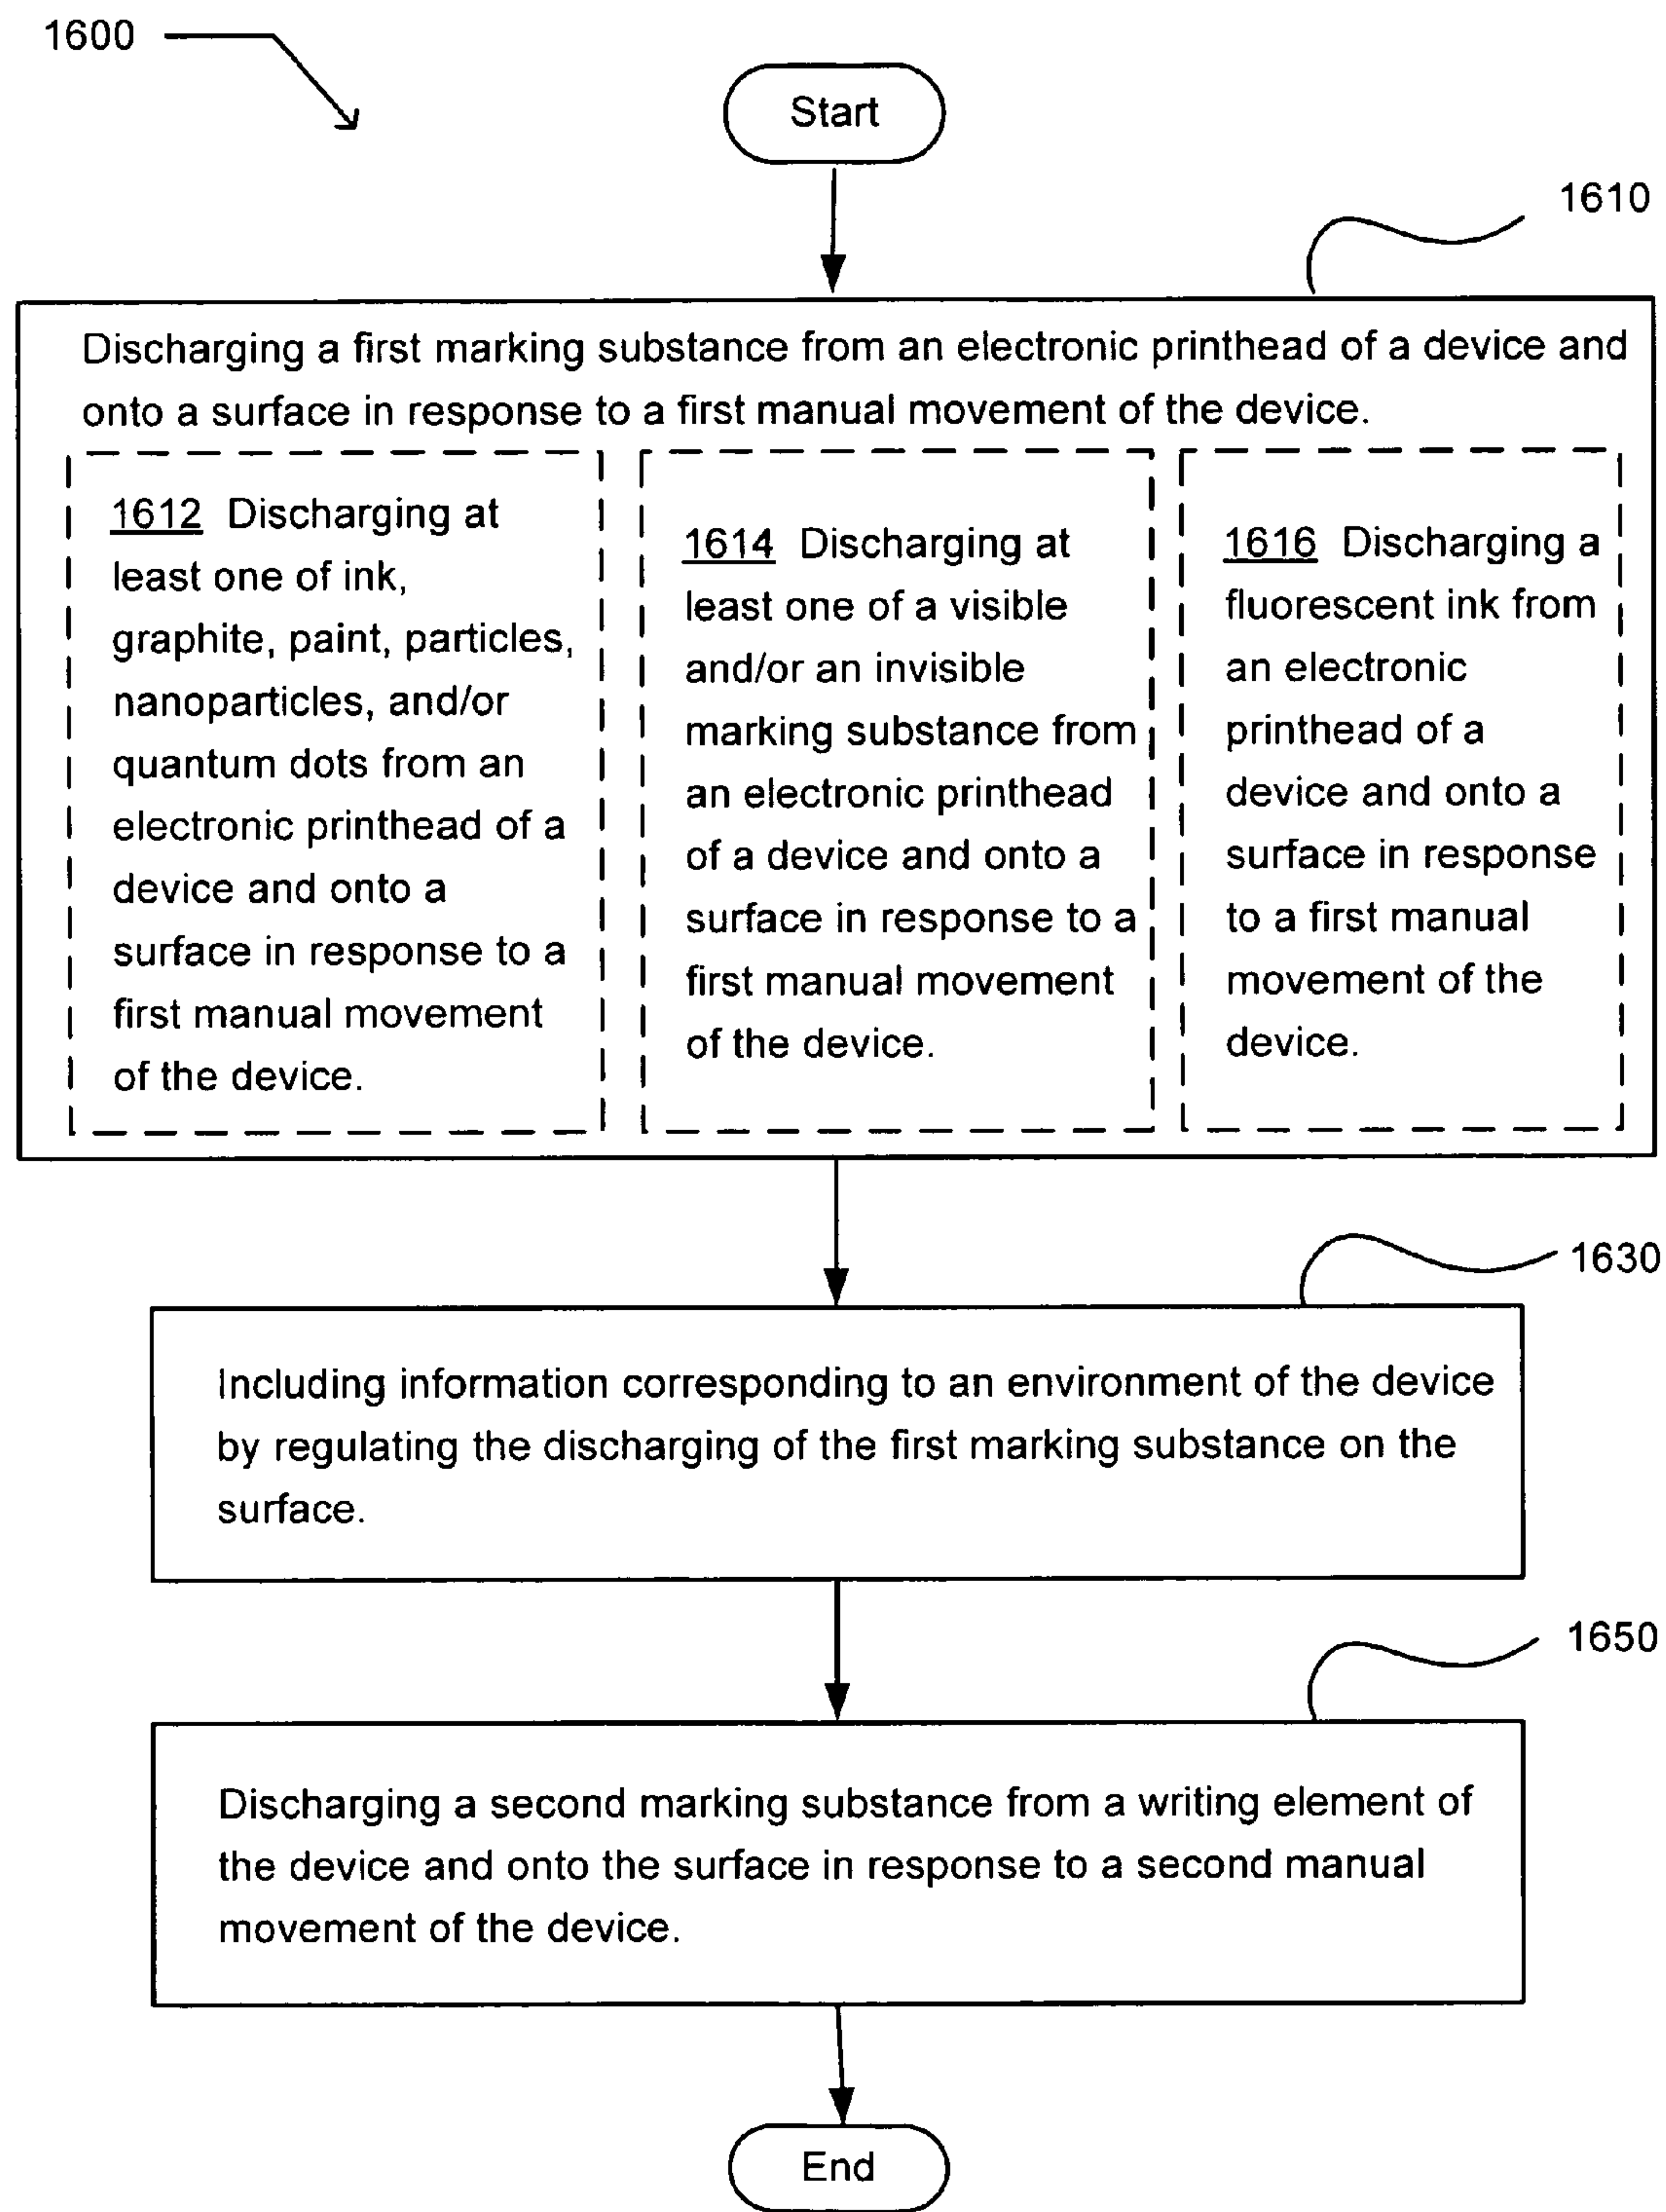 1600
Start
1610
Discharging a first marking substance from an electronic printhead of a device and
onto a surface in response to a first manual movement of the device.
1612 Discharging at
least one of ink,
graphite, paint, particles,
nanoparticles, and/or
quantum dots from an
electronic printhead of a
device and onto a
surface in response to a
first manual movement
of the device.
1614 Discharging at
least one of a visible
and/or an invisible
marking substance from
an electronic printhead
of a device and onto a
surface in response to a
first manual movement
of the device.
1616 Discharging a
fluorescent ink from
an electronic
printhead of a
device and onto a
surface in response
to a first manual
movement of the
device.
1630
Including information corresponding to an environment of the device
by regulating the discharging of the first marking substance on the
surface.
1650
Discharging a second marking substance from a writing element of
the device and onto the surface in response to a second manual
movement of the device.
End